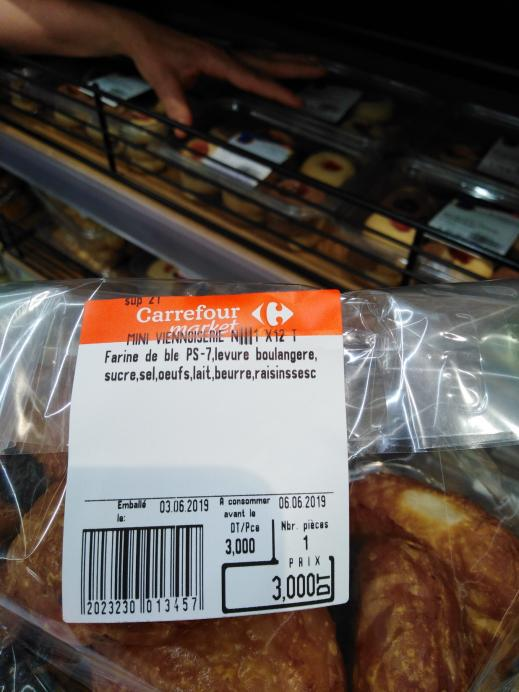 sup 21
Carrefour
market
MINI VIENNOISERIE N|||1 X12 T
Farine de ble PS-7,levure boulangere,
sucre,sel,oeufs,lait,beurre,raisinssesc
Emballé le: 03.06.2019
A consommer avant le 06.06.2019
DT/Pce
3,000
Nbr. pièces
1
PRIX
3,000DT
2023230 013457